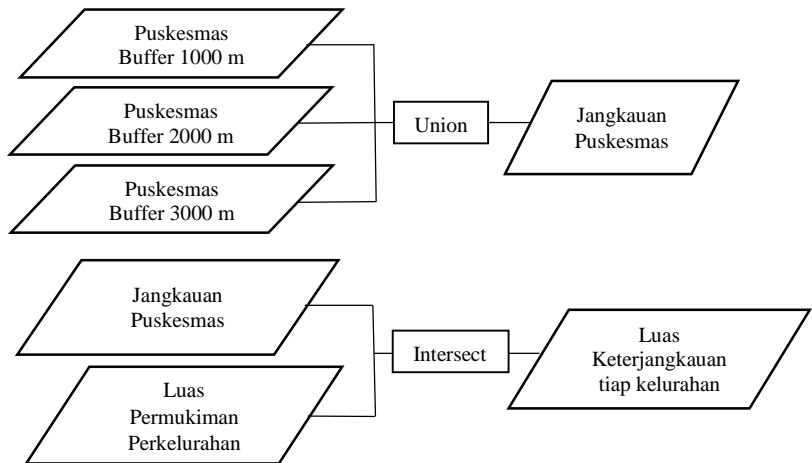 Puskesmas
Buffer 1000 m
Puskesmas
Buffer 2000 m
Puskesmas
Buffer 3000 m
Union
Jangkauan
Puskesmas
Jangkauan
Puskesmas
Luas
Permukiman
Perkelurahan
Intersect
Luas
Keterjangkauan
tiap kelurahan